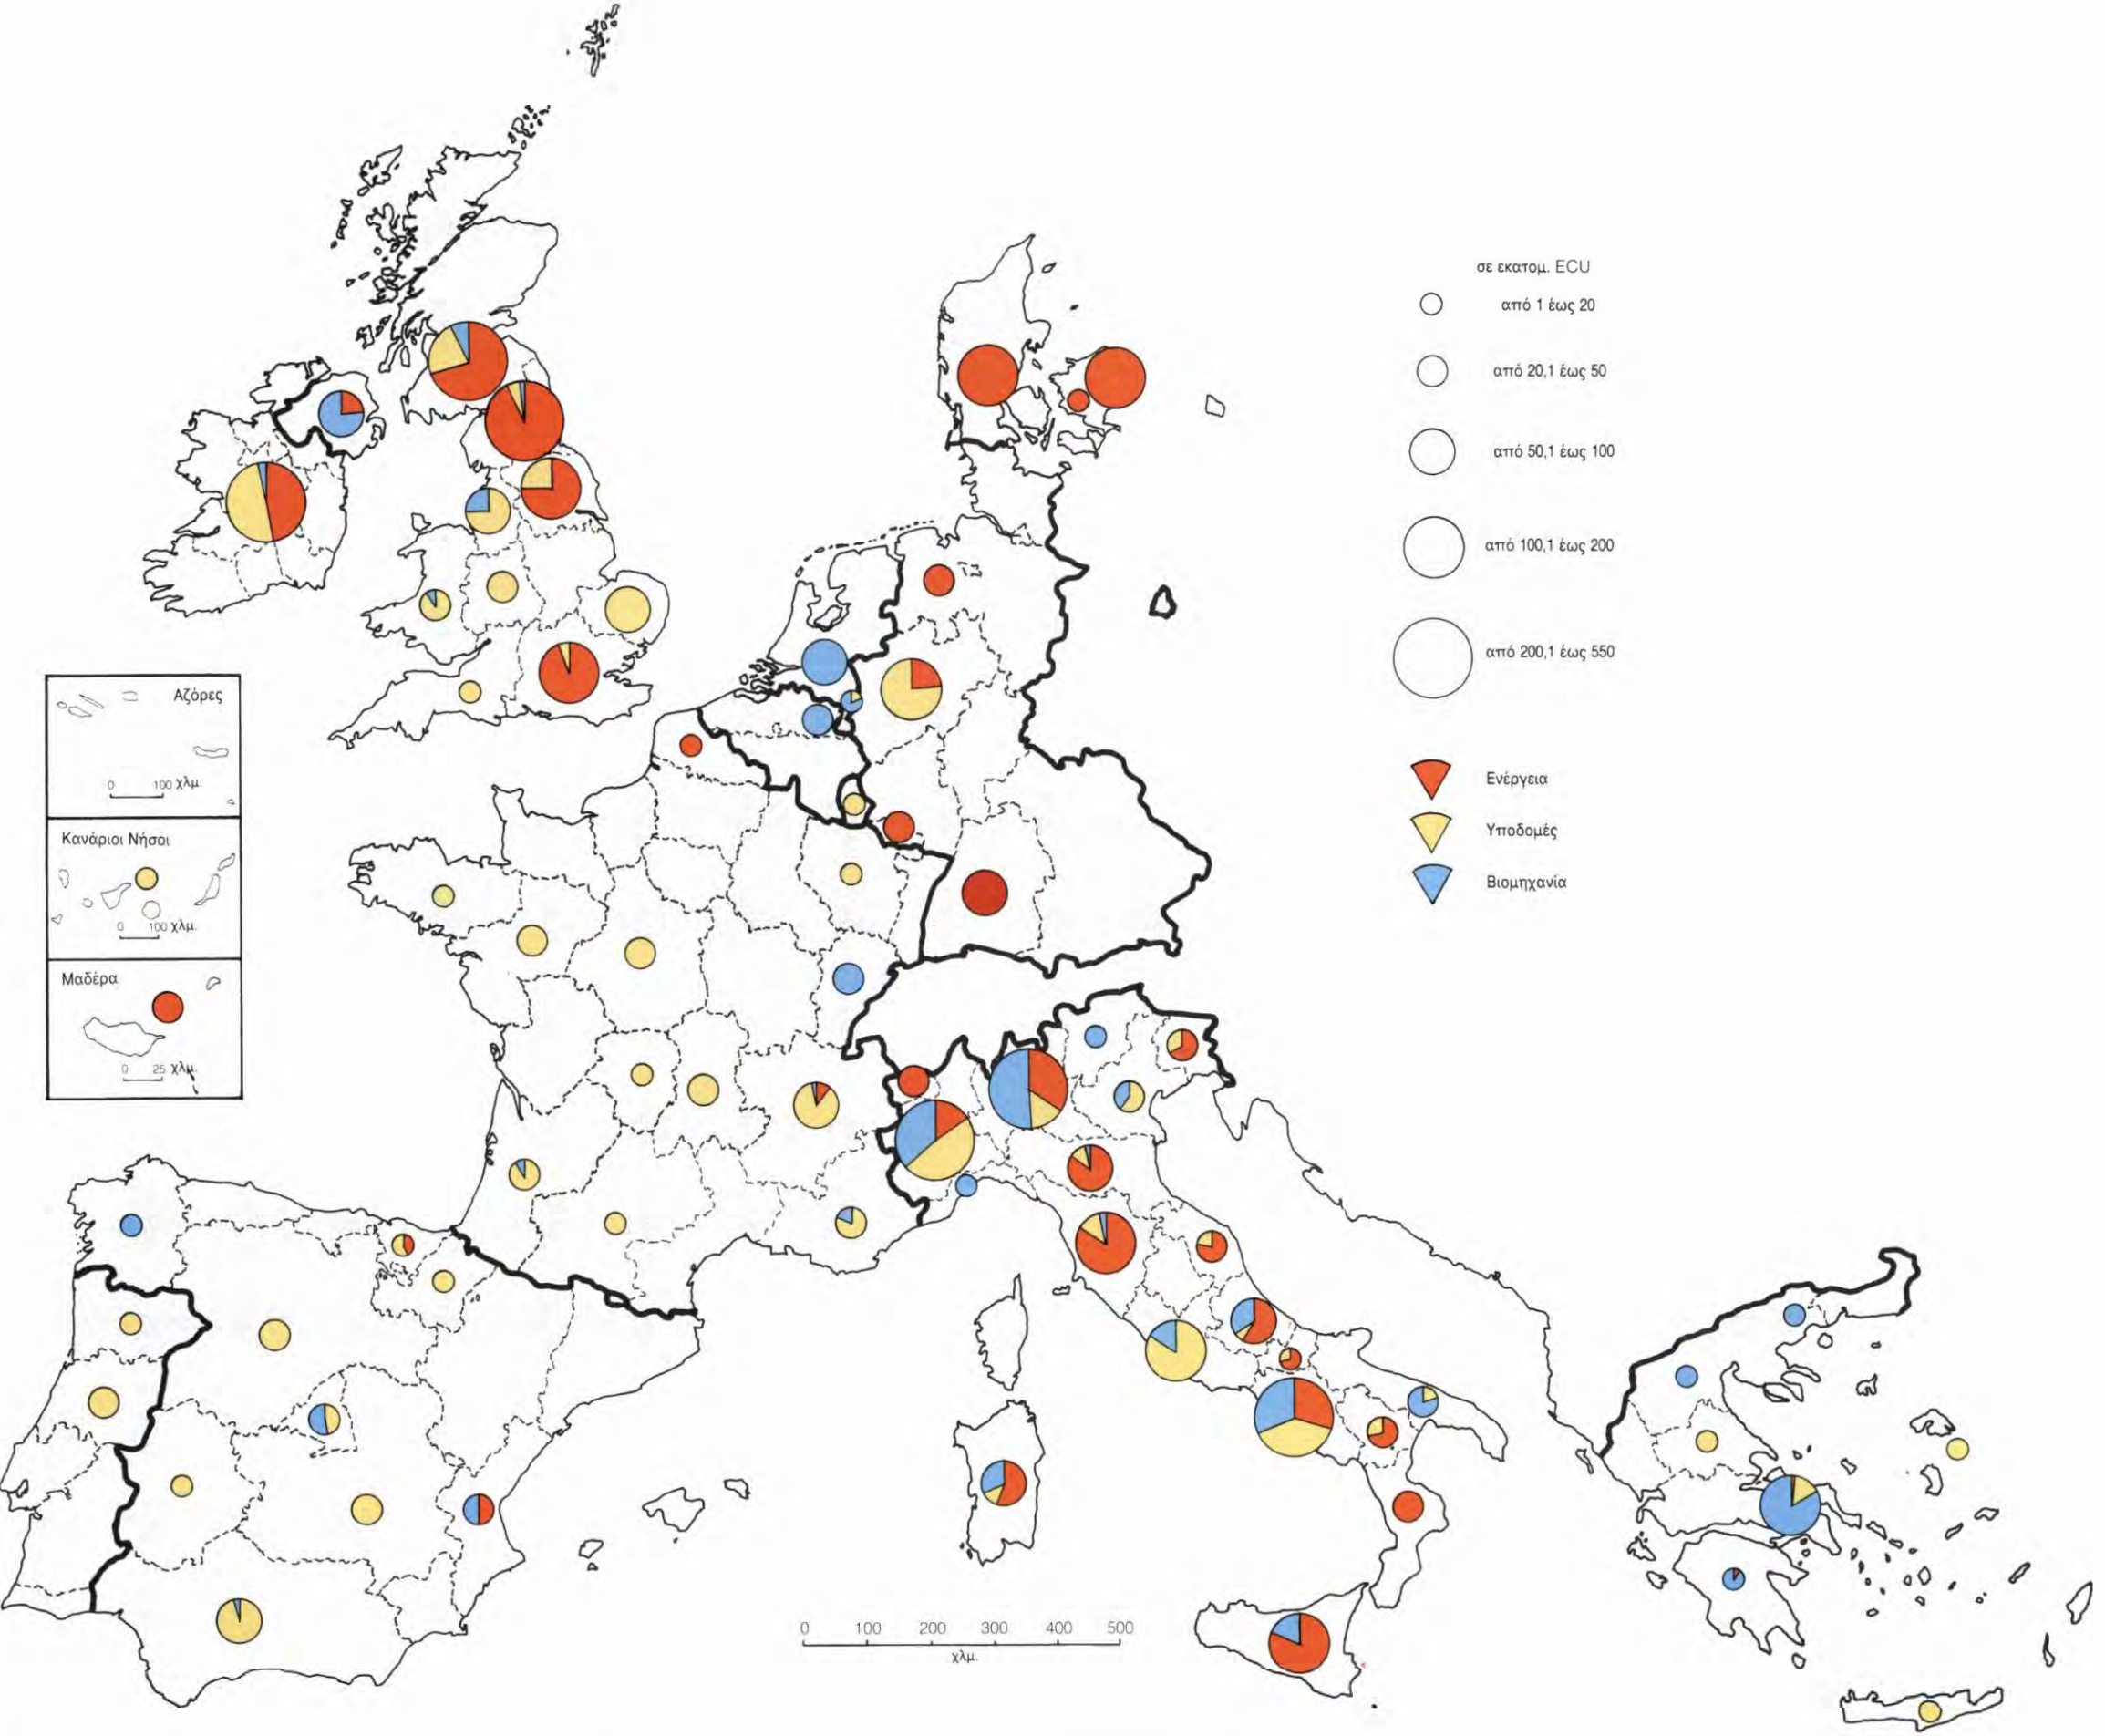 σε εκατομ. ECU
από 1 έως 20
από 20,1 έως 50
από 50,1 έως 100
από 100,1 έως 200
από 200,1 έως 550
Ενέργεια
Υποδομές
Βιομηχανία
Αζόρες
0 100 χλμ.
Κανάριοι Νήσοι
0 100 χλμ.
Μαδέρα
0 25 χλμ.
0 100 200 300 400 500
χλμ.